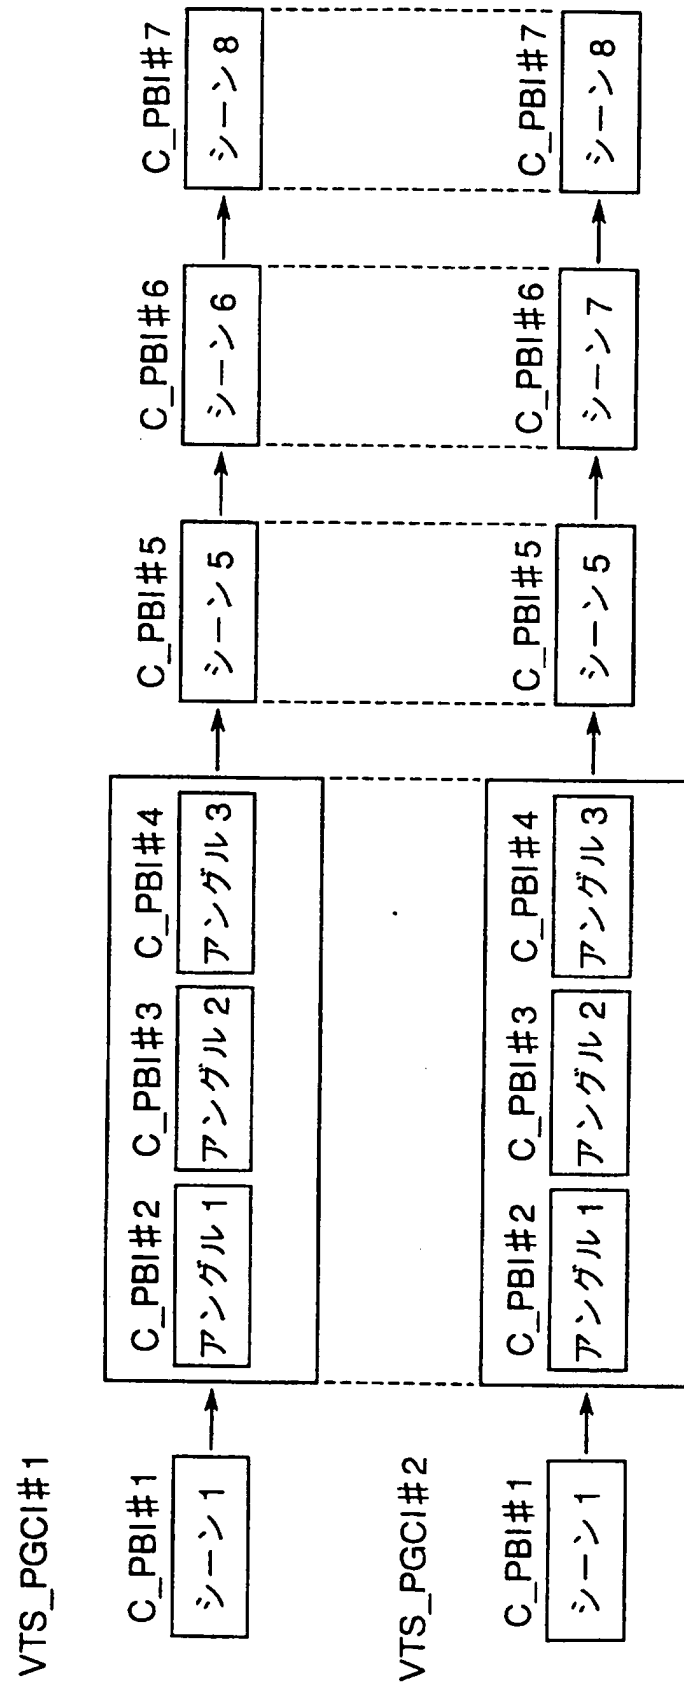 VTS_PGCI#1
C_PBI#1
シーン1
C_PBI#2
アングル1
C_PBI#3
アングル2
C_PBI#4
アングル3
C_PBI#5
シーン5
C_PBI#6
シーン6
C_PBI#7
シーン8
VTS_PGCI#2
C_PBI#1
シーン1
C_PBI#2
アングル1
C_PBI#3
アングル2
C_PBI#4
アングル3
C_PBI#5
シーン5
C_PBI#6
シーン7
C_PBI#7
シーン8